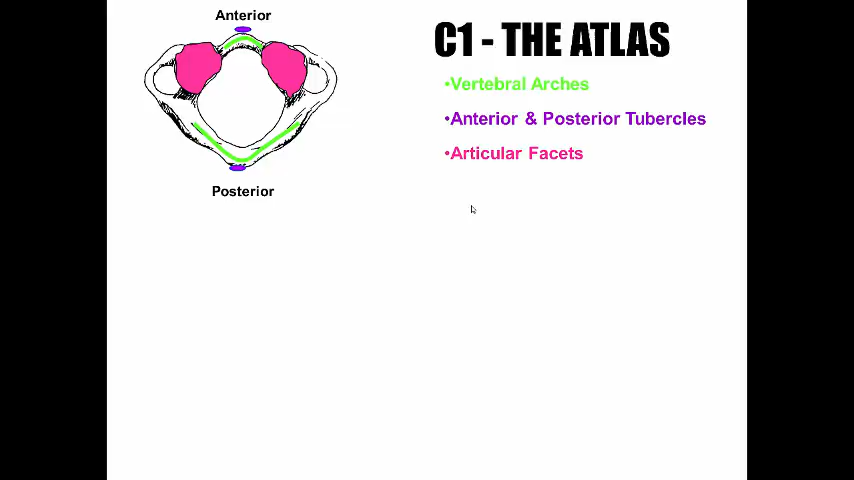 Anterior
C1 - THE ATLAS
•Vertebral Arches
•Anterior & Posterior Tubercles
•Articular Facets
Posterior